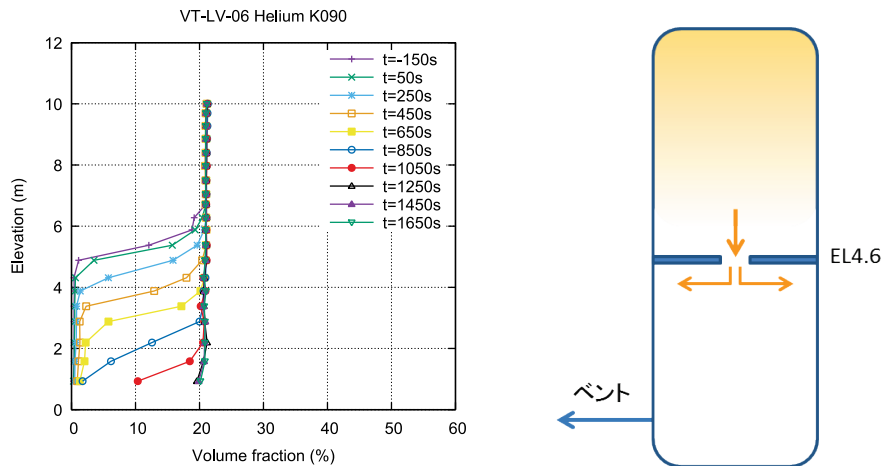 VT-LV-06 Helium K090
t=-150s
t=50s
t=250s
t=450s
t=650s
t=850s
t=1050s
t=1250s
t=1450s
t=1650s
12
10
8
6
4
2
0
Elevation (m)
0 10 20 30 40 50 60
Volume fraction (%)
EL4.6
ベント